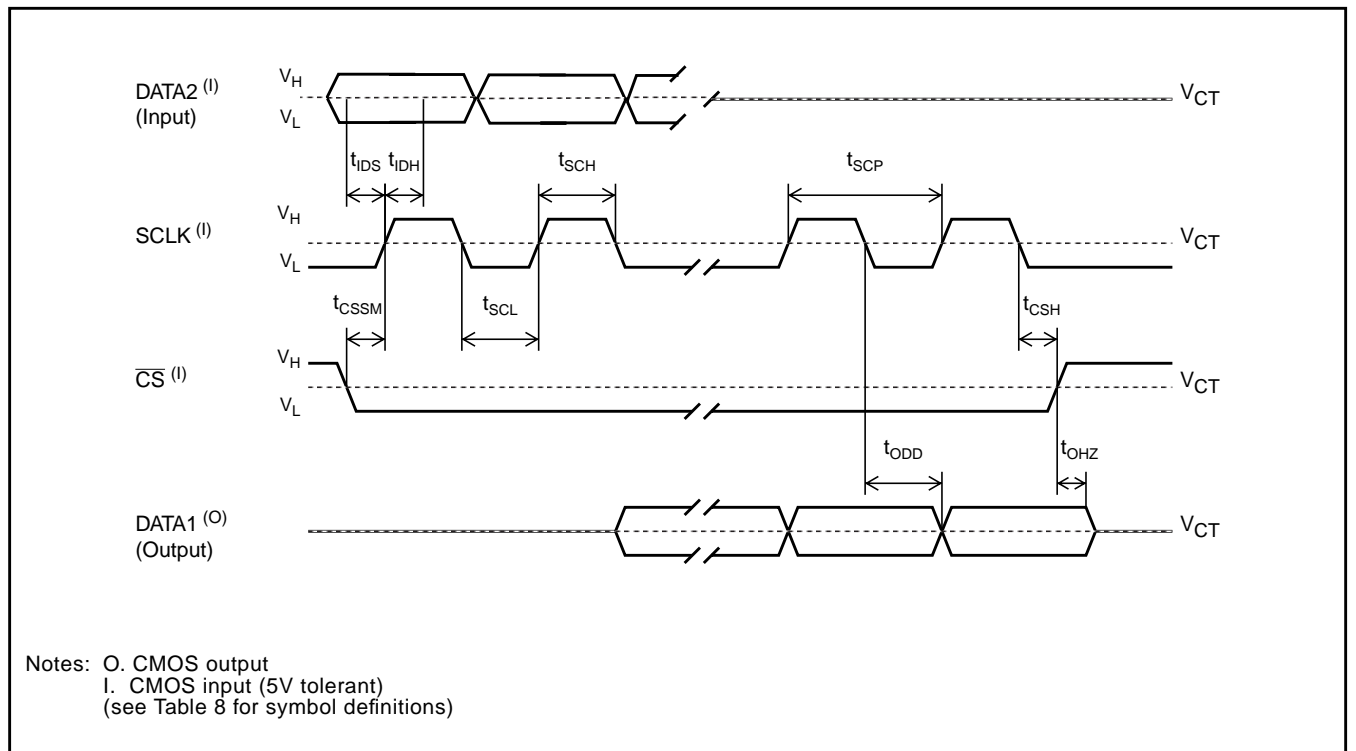 DATA2 (I)
(Input)
VH
VL
VCT
tIDS
tIDH
tSCH
tSCP
SCLK (I)
VH
VL
VCT
tCSSM
tSCL
tCSH
CS (I)
VH
VL
VCT
tODD
tOHZ
DATA1 (O)
(Output)
VCT
Notes: O. CMOS output
I. CMOS input (5V tolerant)
(see Table 8 for symbol definitions)